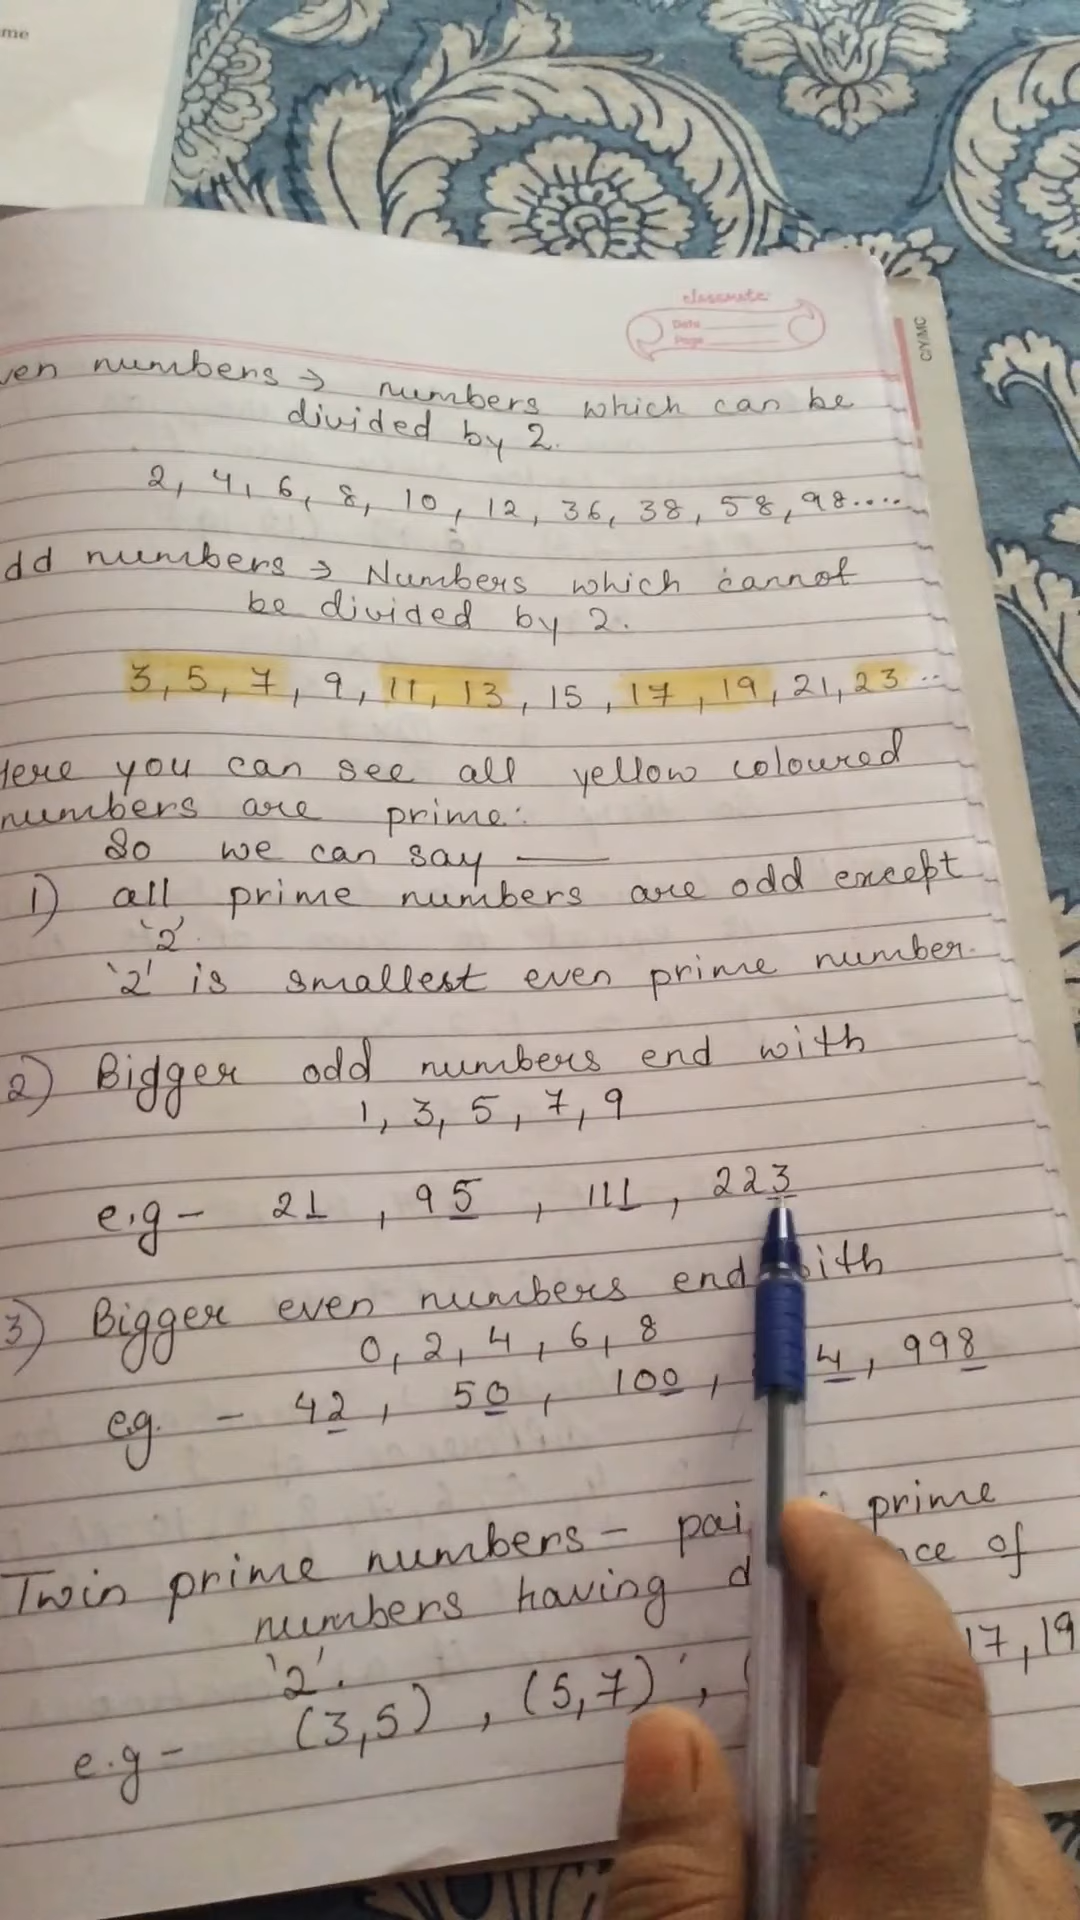 me
classmate
Date
Page
C/Y/MC
ven numbers → numbers which can be
divided by 2.
2, 4, 6, 8, 10, 12, 36, 38, 58, 98....
dd numbers → Numbers which cannot
be divided by 2.
3, 5, 7, 9, 11, 13, 15, 17, 19, 21, 23 ..
Here you can see all yellow coloured
numbers are prime.
So we can say —
1) all prime numbers are odd except
'2'.
'2' is smallest even prime number.
2) Bigger odd numbers end with
1, 3, 5, 7, 9
e.g - 21, 95, 111, 223
3) Bigger even numbers end with
0, 2, 4, 6, 8
eg. - 42, 50, 100, 4, 998
Twin prime numbers - pai prime
numbers having d nce of
'2'.
e.g - (3,5), (5,7), ( 17, 19